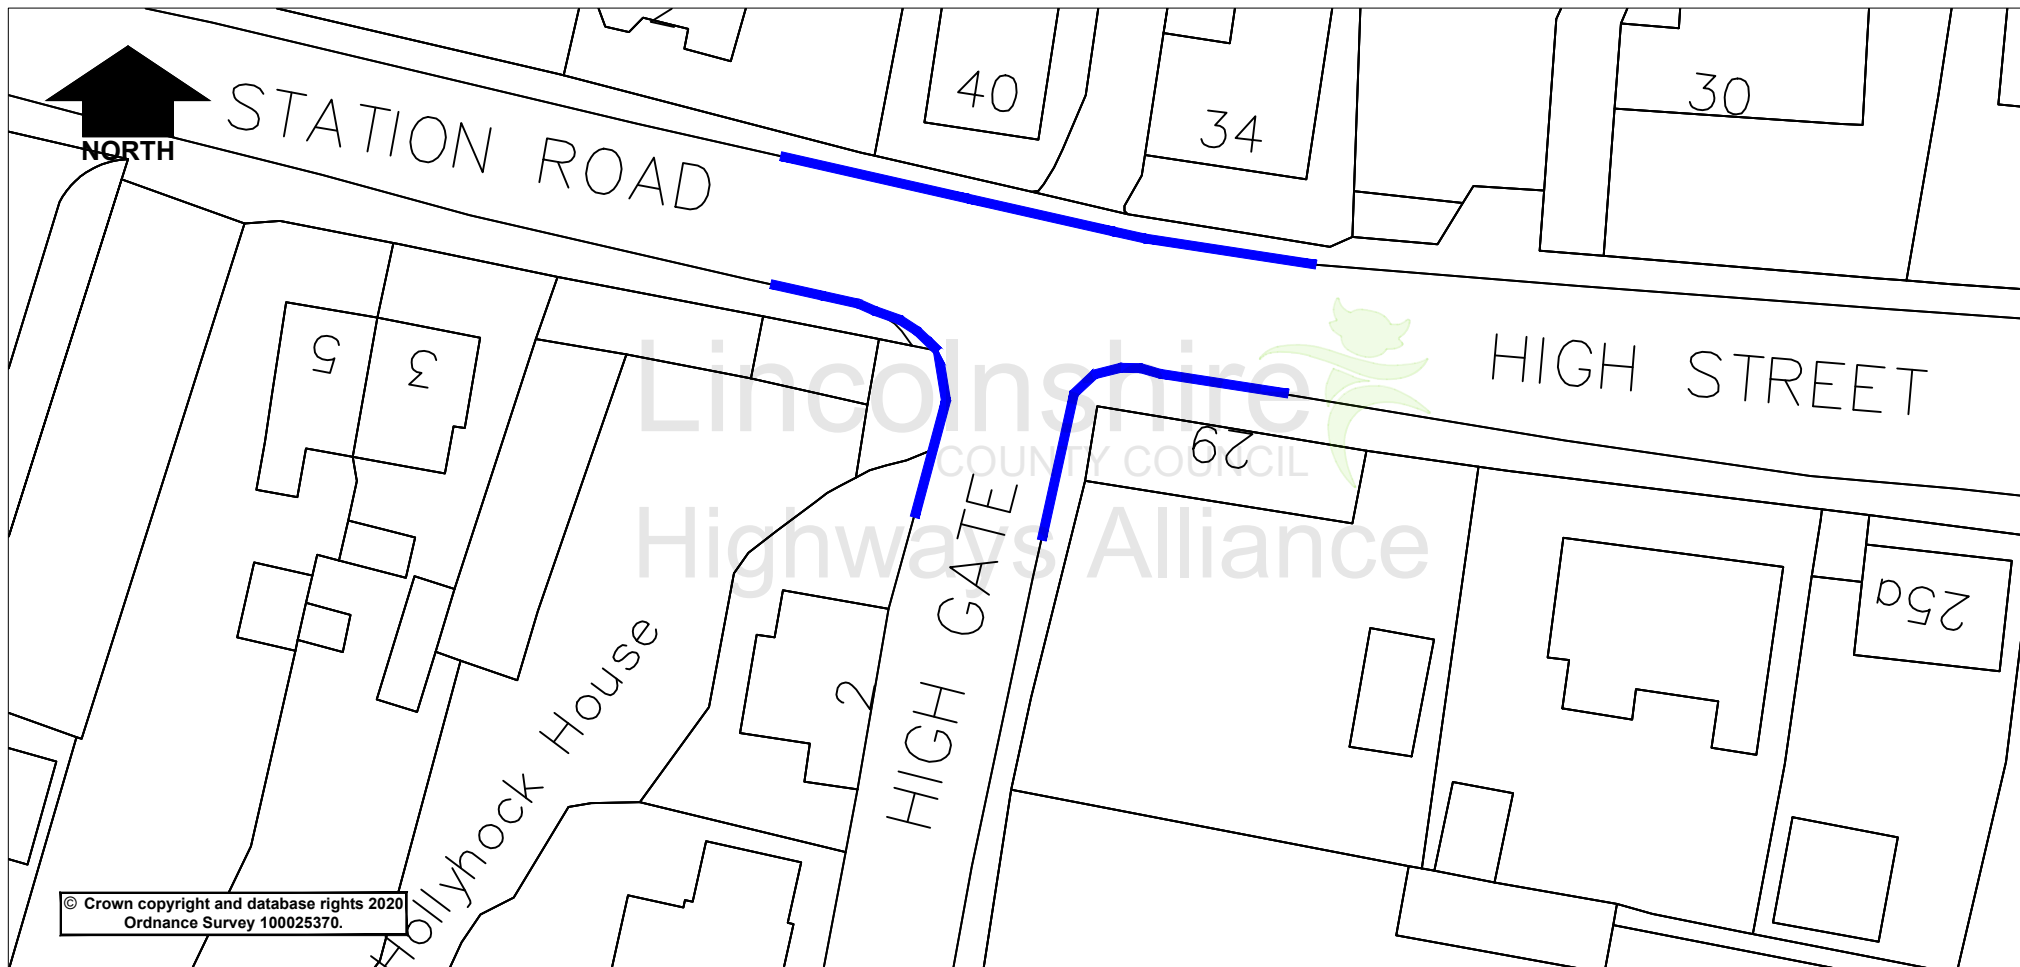 40
34
30
STATION ROAD
NORTH
HIGH STREET
5
3
29
Lincolnshire
COUNTY COUNCIL
Highways Alliance
HIGH GATE
25a
2
Hollyhock House
© Crown copyright and database rights 2020
Ordnance Survey 100025370.